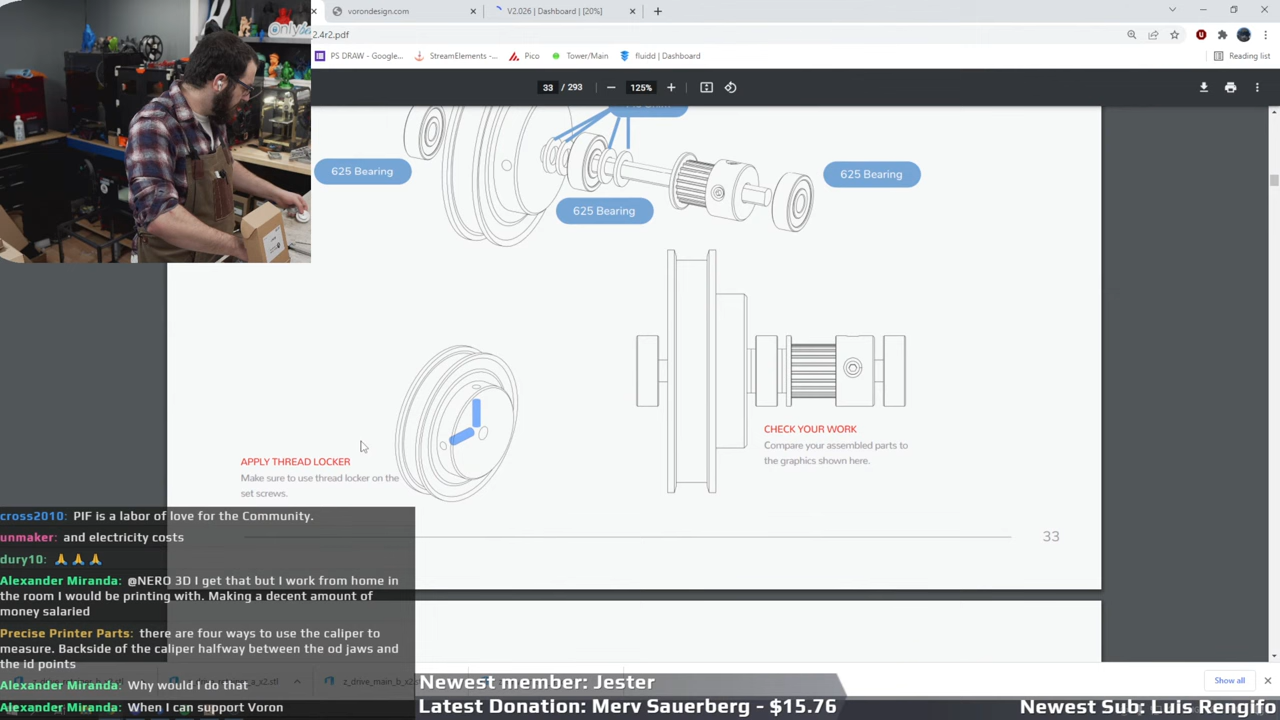 vorondesign.com
V2.026 | Dashboard | [20%]
2.4r2.pdf
PS DRAW - Google...
StreamElements -...
Pico
Tower/Main
fluidd | Dashboard
Reading list
33 / 293
125%
625 Bearing
625 Bearing
625 Bearing
CHECK YOUR WORK
Compare your assembled parts to
the graphics shown here.
APPLY THREAD LOCKER
Make sure to use thread locker on the
set screws.
33
cross2010: PIF is a labor of love for the Community.
unmaker: and electricity costs
dury10: 🙏 🙏 🙏
Alexander Miranda: @NERO 3D I get that but I work from home in
the room I would be printing with. Making a decent amount of
money salaried
Precise Printer Parts: there are four ways to use the caliper to
measure. Backside of the caliper halfway between the od jaws and
the id points
Alexander Miranda: Why would I do that
Alexander Miranda: When I can support Voron
Show all
Newest member: Jester
Latest Donation: Merv Sauerberg - $15.76
Newest Sub: Luis Rengifo